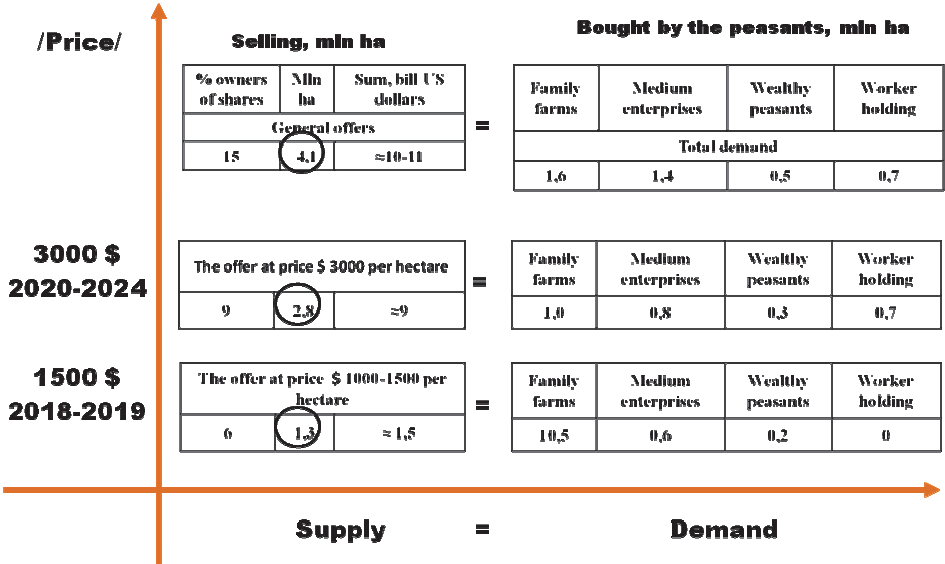 /Price/
Selling, mln ha
Bought by the peasants, mln ha
% owners of shares | Mln ha | Sum, bill US dollars
General offers
15 | 4,1 | ≈10-11
=
Family farms | Medium enterprises | Wealthy peasants | Worker holding
Total demand
1,6 | 1,4 | 0,5 | 0,7
3000 $
2020-2024
The offer at price $ 3000 per hectare
9 | 2,8 | ≈9
=
Family farms | Medium enterprises | Wealthy peasants | Worker holding
1,0 | 0,8 | 0,3 | 0,7
1500 $
2018-2019
The offer at price $ 1000-1500 per
hectare
6 | 1,3 | ≈ 1,5
=
Family farms | Medium enterprises | Wealthy peasants | Worker holding
10,5 | 0,6 | 0,2 | 0
Supply = Demand